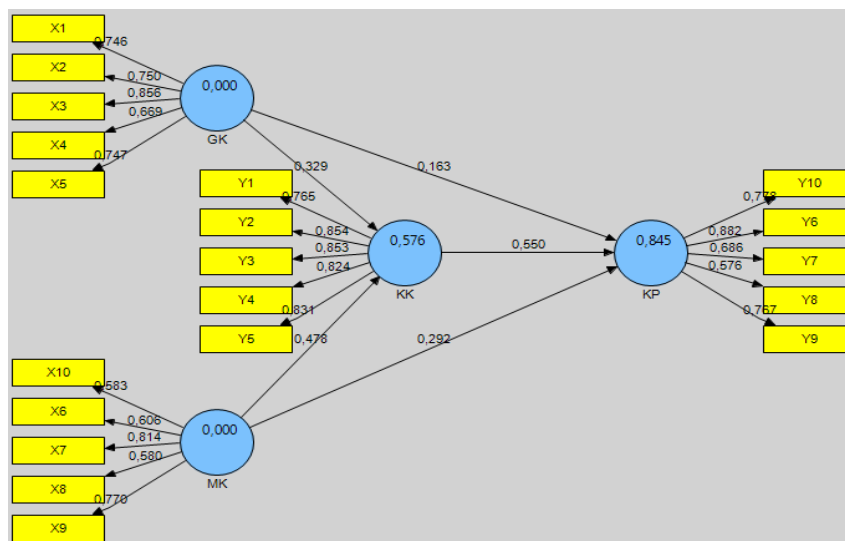 X1
0,746
X2
0,750
X3
0,856
X4
0,669
X5
0,747
0,000
GK
0,329
0,163
Y1
0,765
Y2
0,854
Y3
0,853
Y4
0,824
Y5
0,831
0,576
KK
0,550
0,478
0,292
0,845
KP
Y10
0,778
Y6
0,882
Y7
0,686
Y8
0,576
Y9
0,767
X10
0,583
X6
0,606
X7
0,814
X8
0,580
X9
0,770
0,000
MK